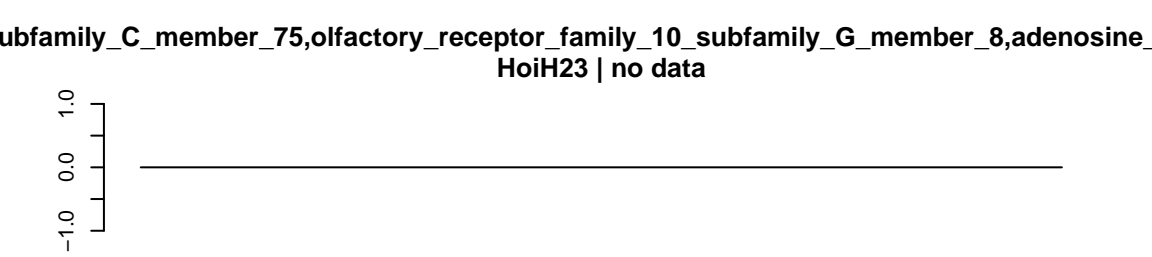 ubfamily_C_member_75,olfactory_receptor_family_10_subfamily_G_member_8,adenosine_
HoiH23 | no data
1.0
0.0
−1.0